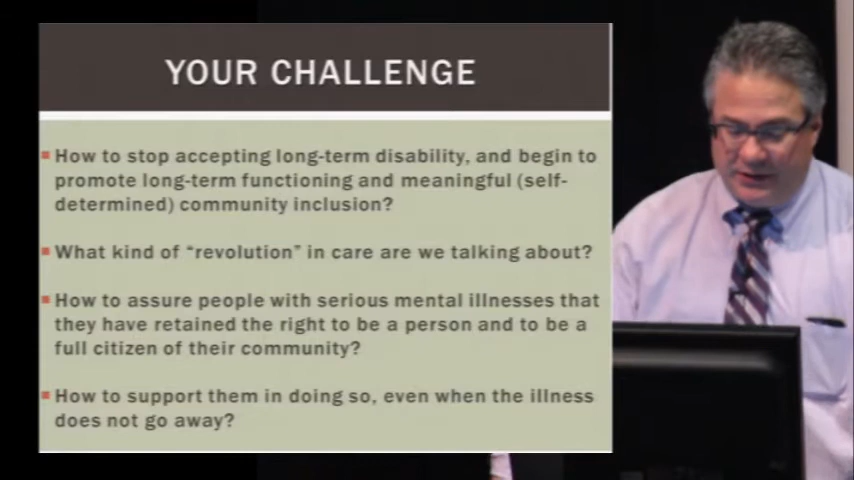 YOUR CHALLENGE
How to stop accepting long-term disability, and begin to
promote long-term functioning and meaningful (self-
determined) community inclusion?
What kind of “revolution” in care are we talking about?
How to assure people with serious mental illnesses that
they have retained the right to be a person and to be a
full citizen of their community?
How to support them in doing so, even when the illness
does not go away?